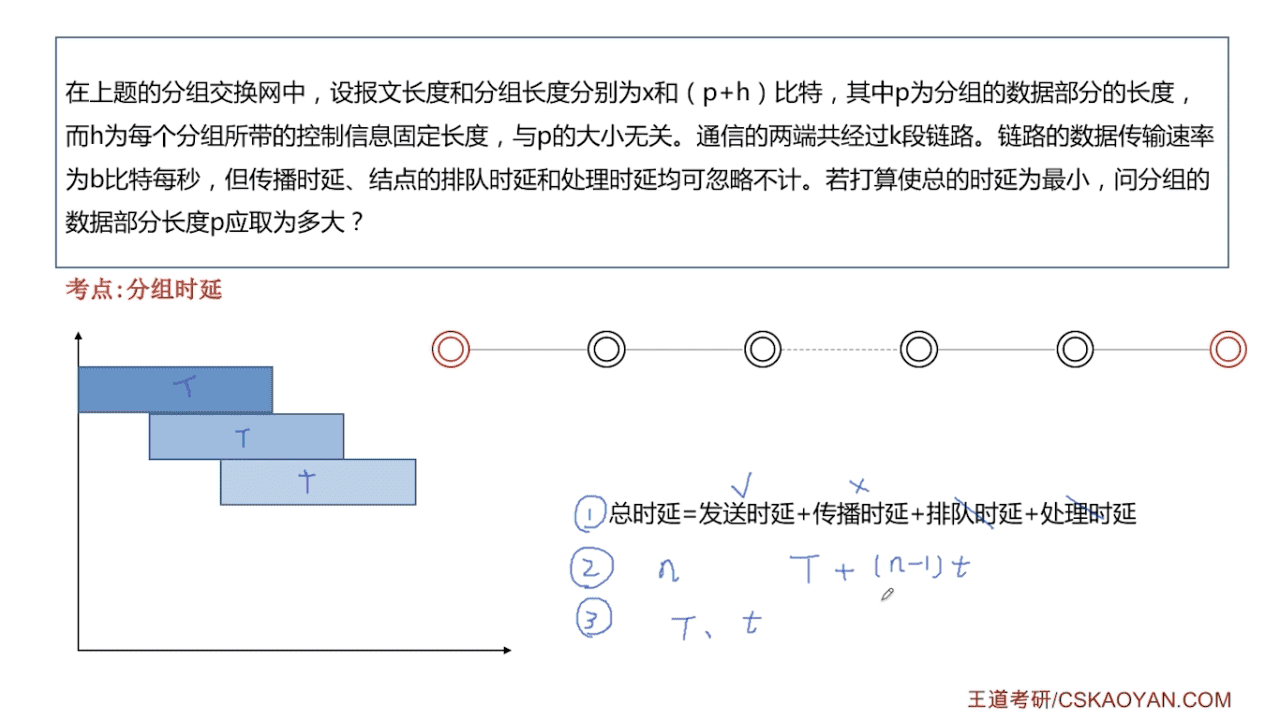 在上题的分组交换网中，设报文长度和分组长度分别为x和（p+h）比特，其中p为分组的数据部分的长度，
而h为每个分组所带的控制信息固定长度，与p的大小无关。通信的两端共经过k段链路。链路的数据传输速率
为b比特每秒，但传播时延、结点的排队时延和处理时延均可忽略不计。若打算使总的时延为最小，问分组的
数据部分长度p应取为多大？
考点:分组时延
T
T
T
① 总时延=发送时延+传播时延+排队时延+处理时延
② n T + (n-1) t
③ T、t
王道考研/CSKAOYAN.COM